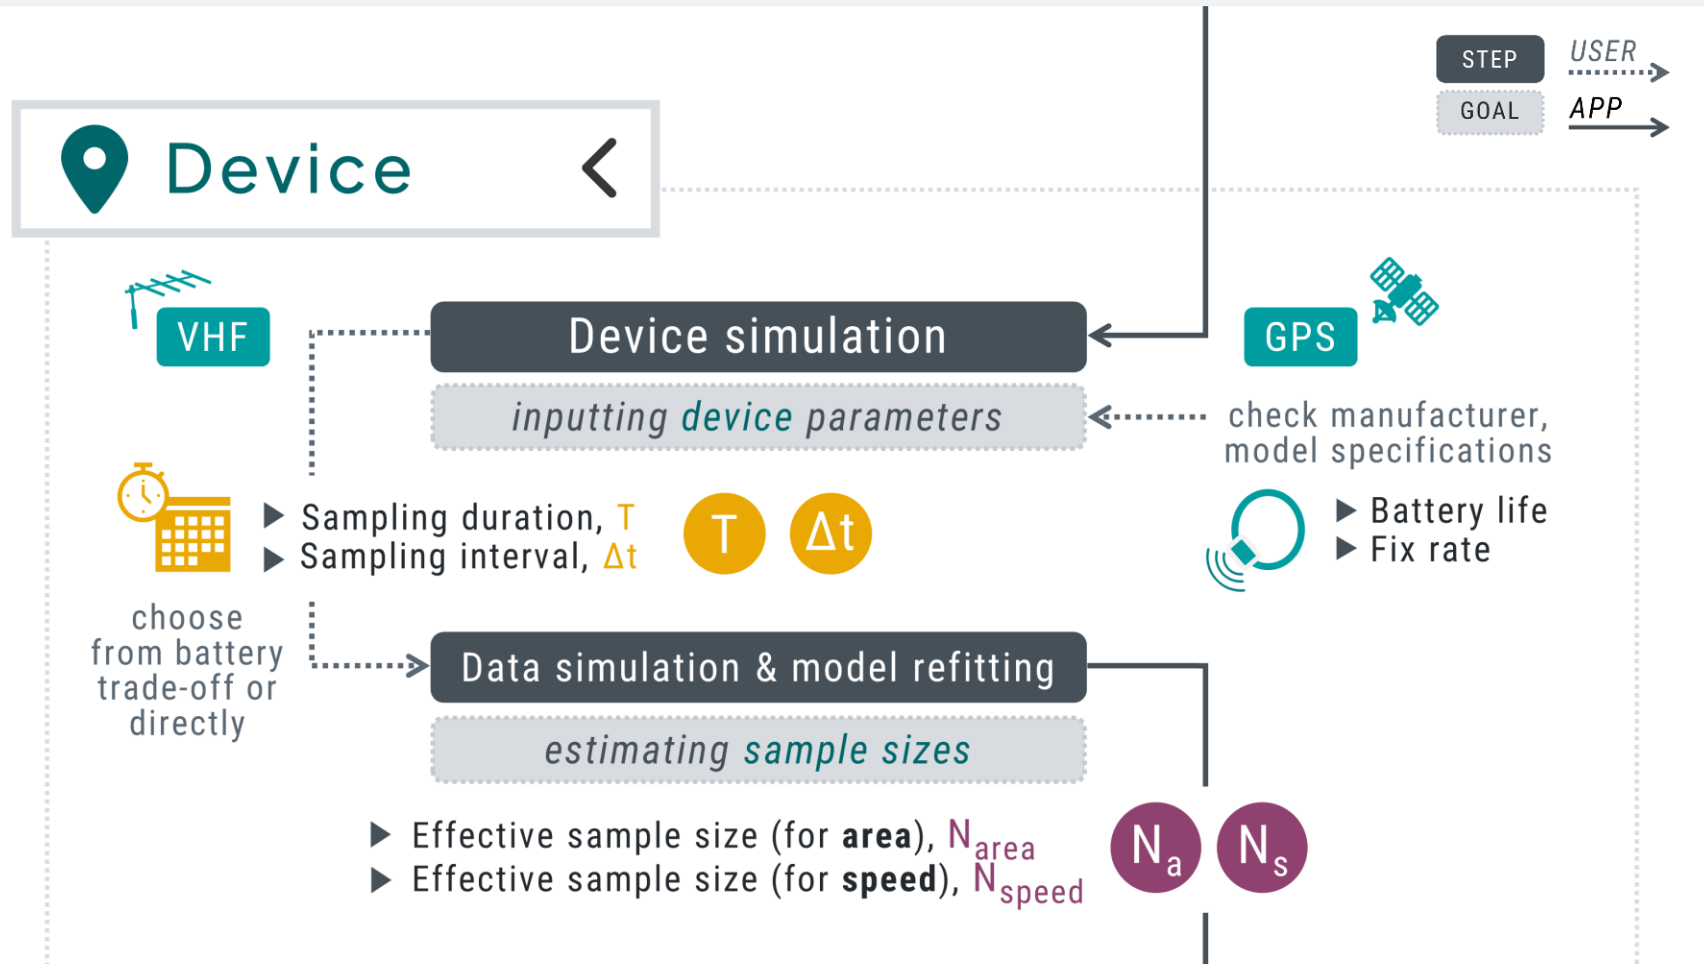 STEP
USER
GOAL
APP
Device
VHF
Device simulation
GPS
inputting device parameters
check manufacturer,
model specifications
Sampling duration, T
Sampling interval, Δt
T
Δt
Battery life
Fix rate
choose
from battery
trade-off or
directly
Data simulation & model refitting
estimating sample sizes
Effective sample size (for area), Narea
Effective sample size (for speed), Nspeed
Na
Ns